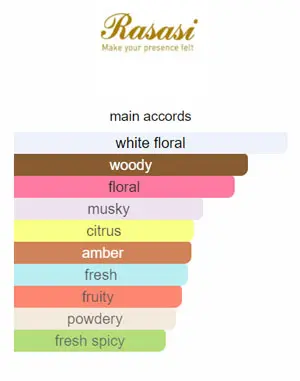 Rasasi
Make your presence felt
main accords
white floral
woody
floral
musky
citrus
amber
fresh
fruity
powdery
fresh spicy